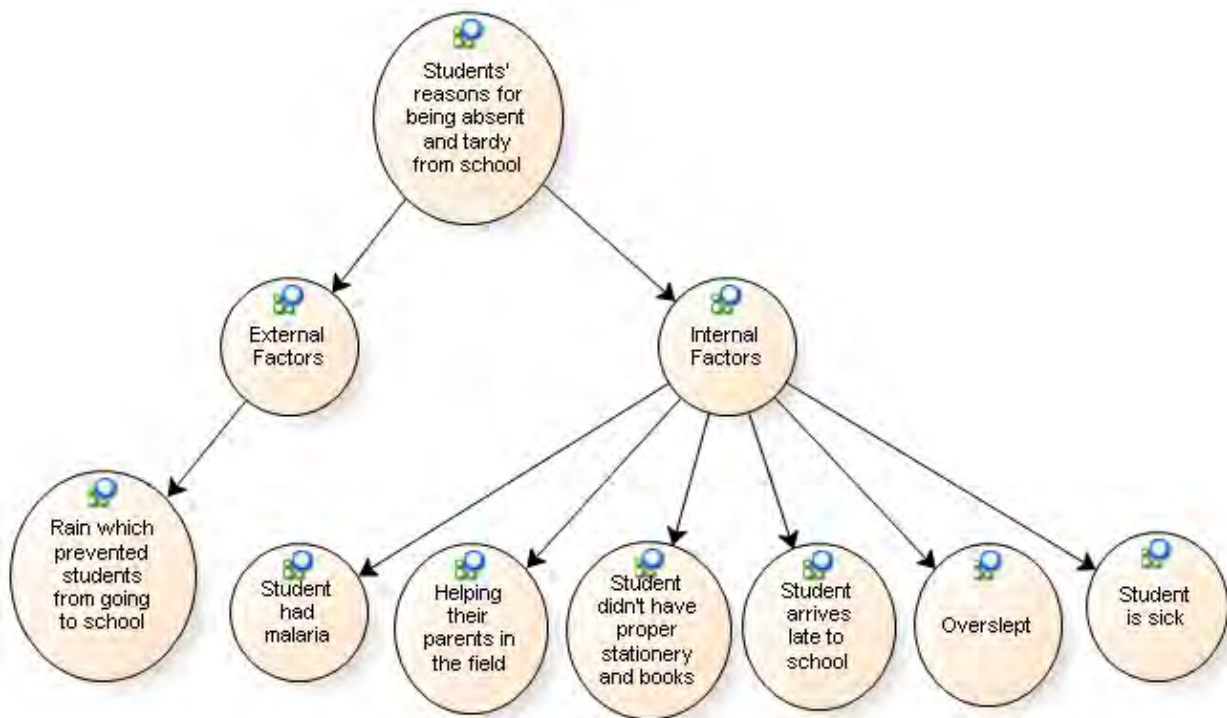 Students'
reasons for
being absent
and tardy
from school
External
Factors
Internal
Factors
Rain which
prevented
students
from going
to school
Student
had
malaria
Helping
their
parents in
the field
Student
didn't have
proper
stationery
and books
Student
arrives
late to
school
Overslept
Student
is sick